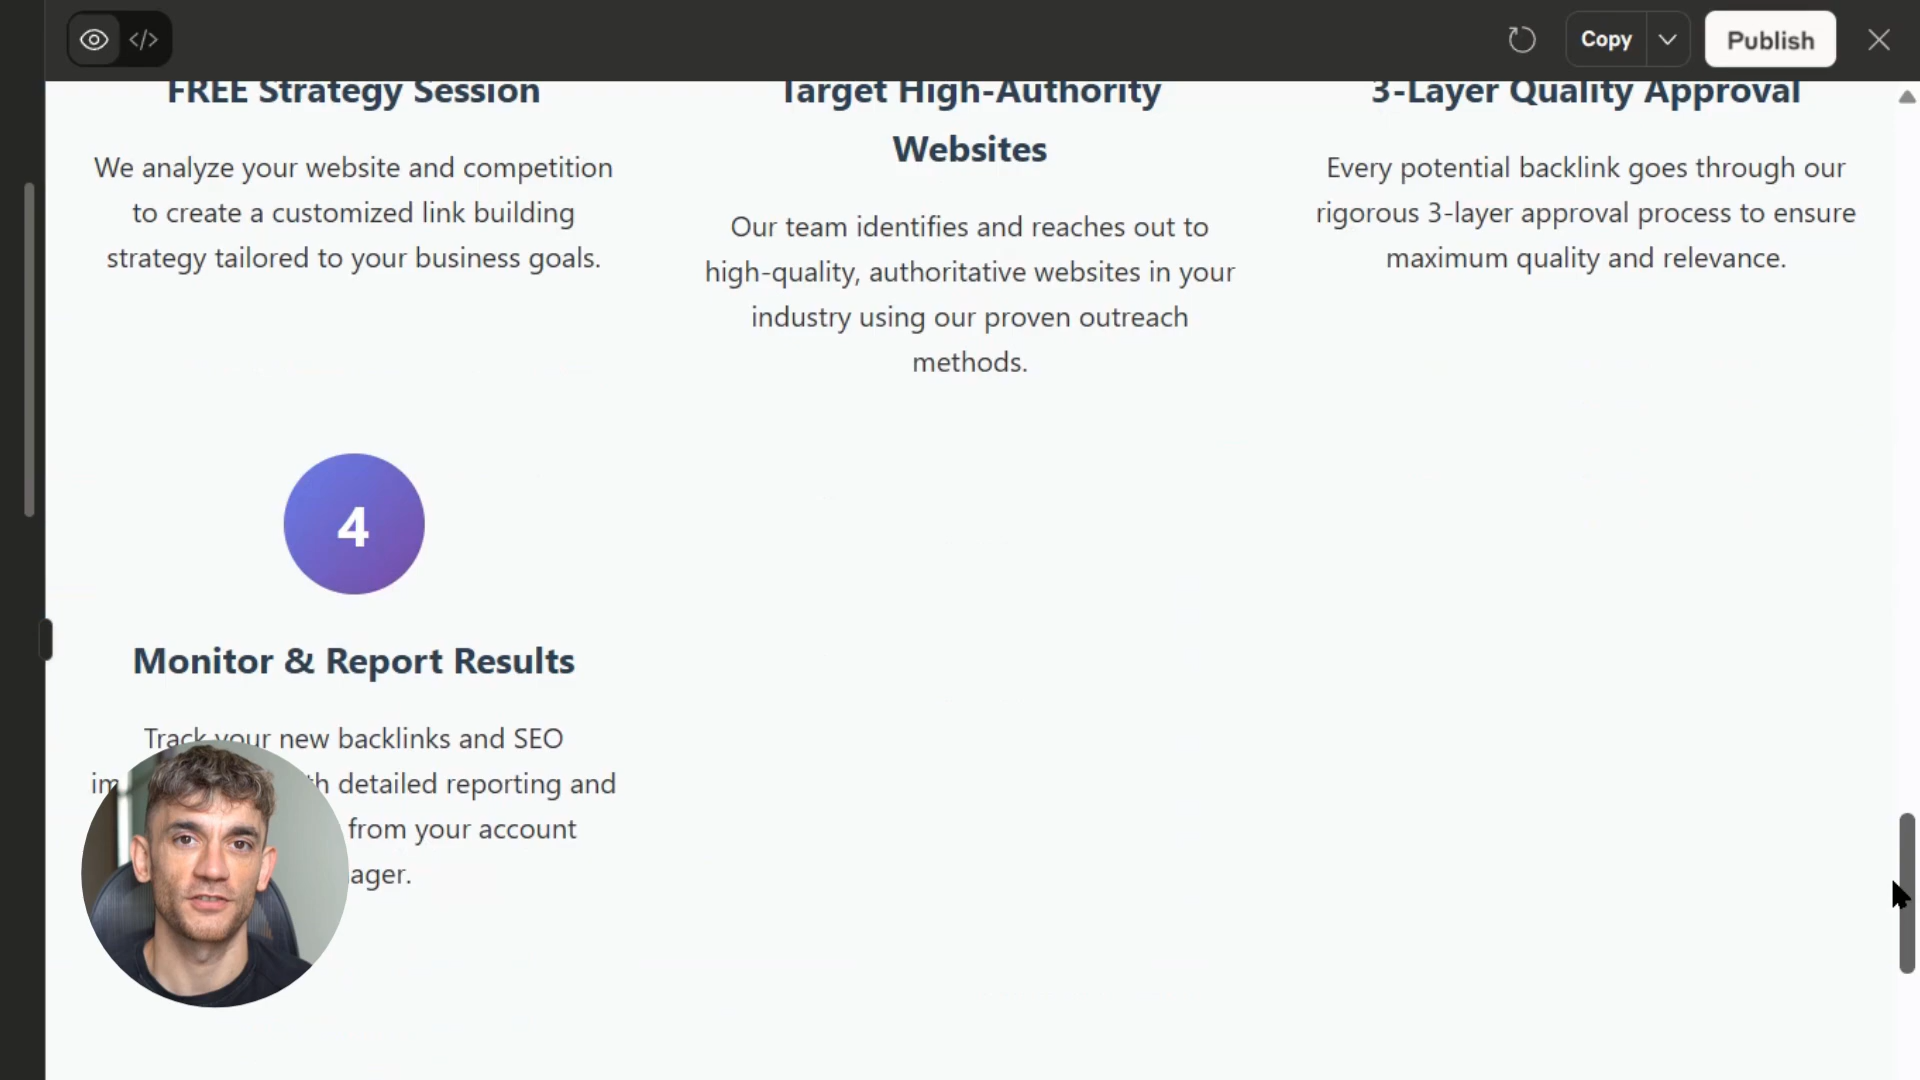 Copy
Publish
FREE Strategy Session
We analyze your website and competition
to create a customized link building
strategy tailored to your business goals.
Target High-Authority
Websites
Our team identifies and reaches out to
high-quality, authoritative websites in your
industry using our proven outreach
methods.
3-Layer Quality Approval
Every potential backlink goes through our
rigorous 3-layer approval process to ensure
maximum quality and relevance.
4
Monitor & Report Results
Track your new backlinks and SEO
detailed reporting and
from your account